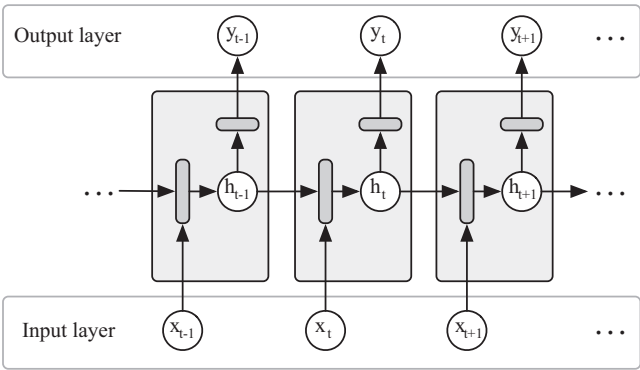 Output layer y_{t-1} y_t y_{t+1} ...
... h_{t-1} h_t h_{t+1} ...
Input layer x_{t-1} x_t x_{t+1} ...